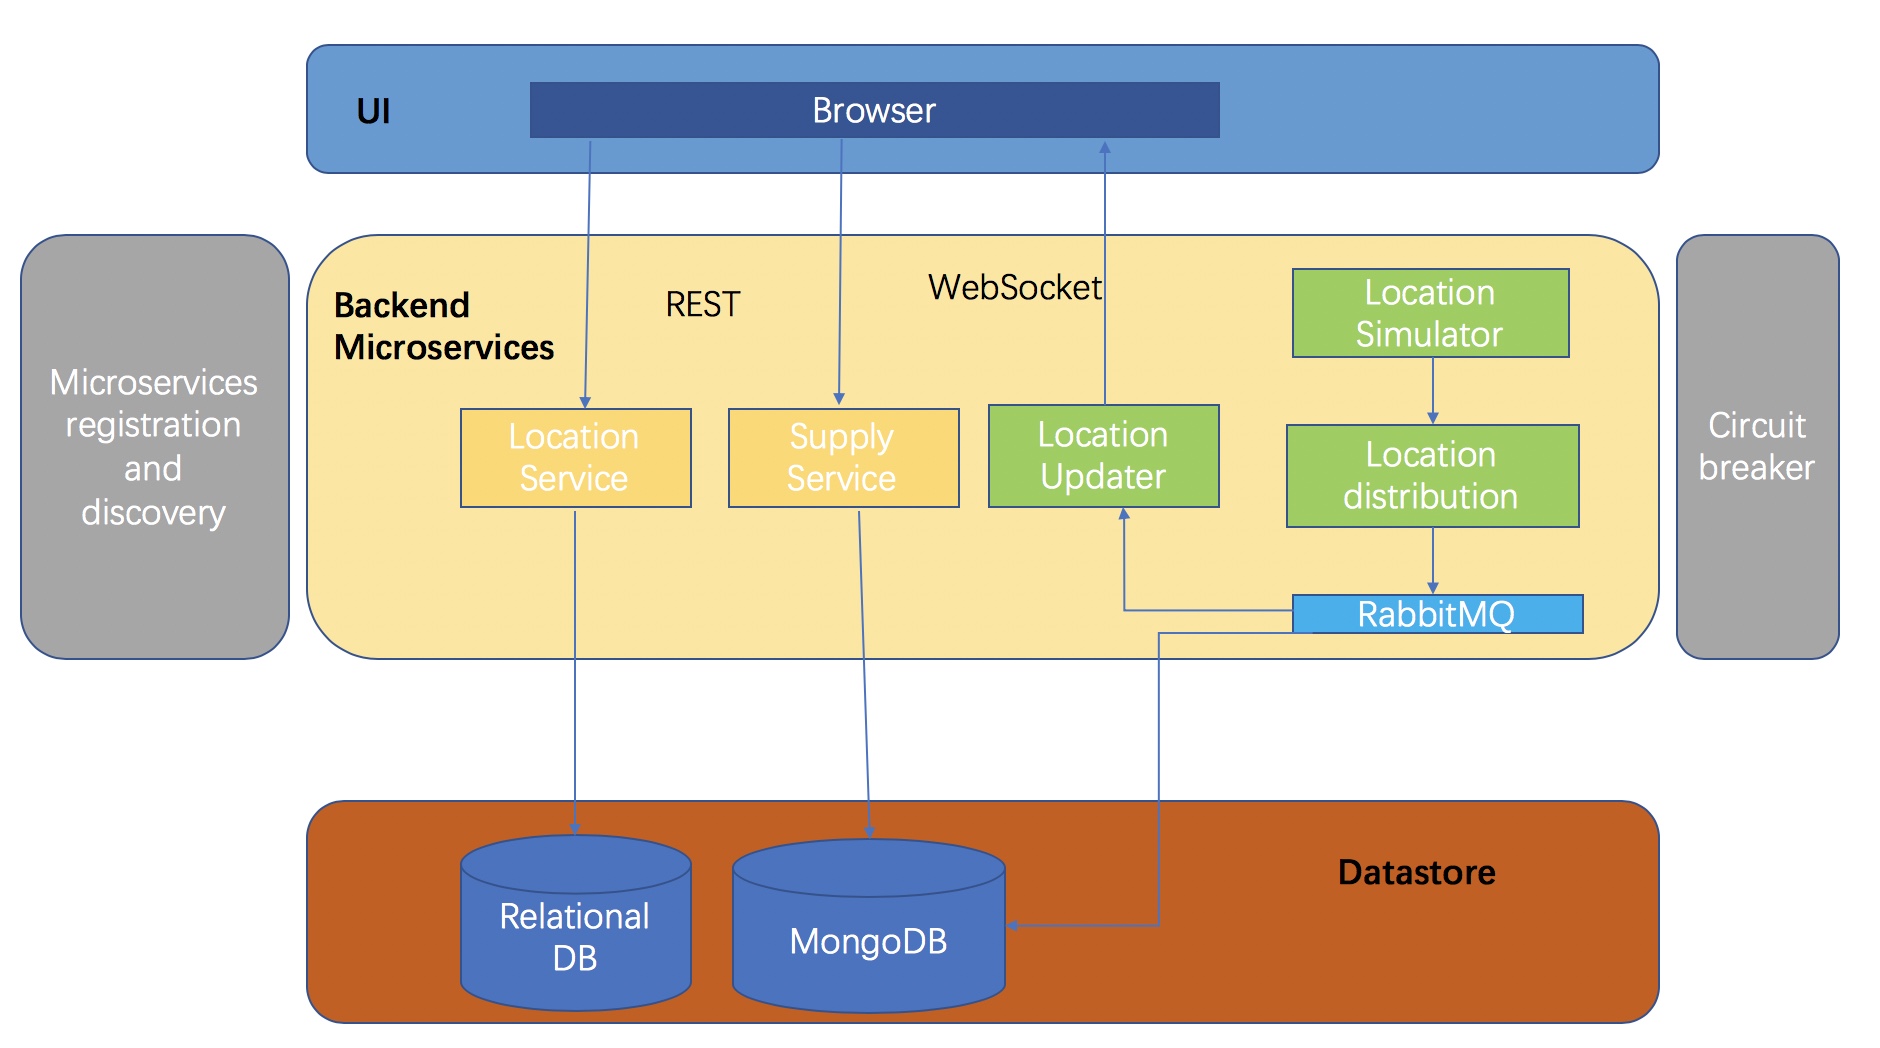 UI
Browser
Microservices
registration
and
discovery
Backend
Microservices
REST
WebSocket
Location
Service
Supply
Service
Location
Updater
Location
Simulator
Location
distribution
RabbitMQ
Circuit
breaker
Relational
DB
MongoDB
Datastore